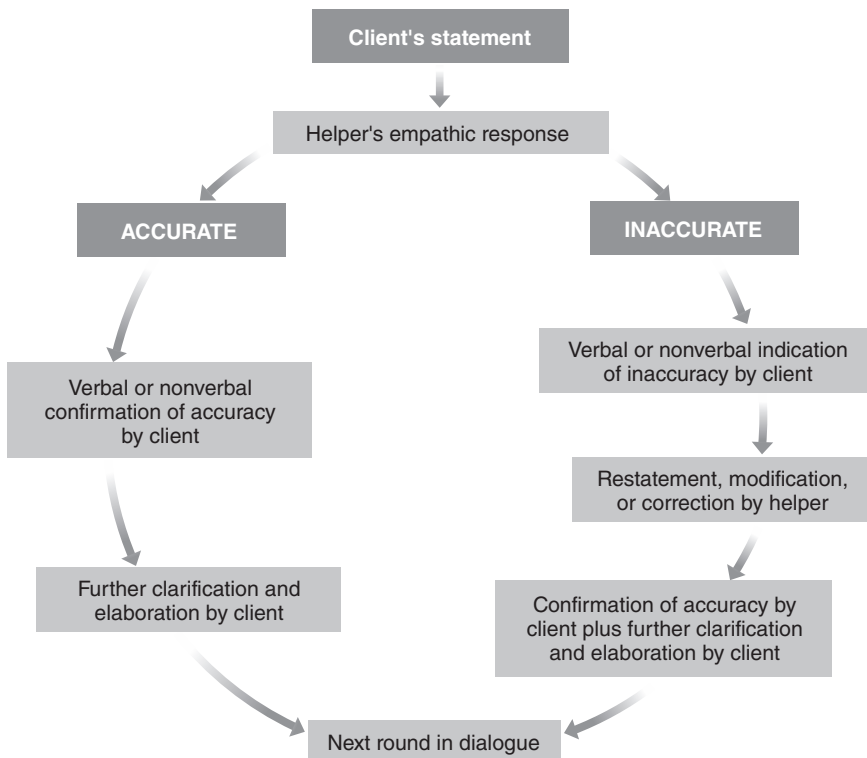 Client's statement
Helper's empathic response
ACCURATE
INACCURATE
Verbal or nonverbal
confirmation of accuracy
by client
Verbal or nonverbal indication
of inaccuracy by client
Restatement, modification,
or correction by helper
Further clarification and
elaboration by client
Confirmation of accuracy by
client plus further clarification
and elaboration by client
Next round in dialogue